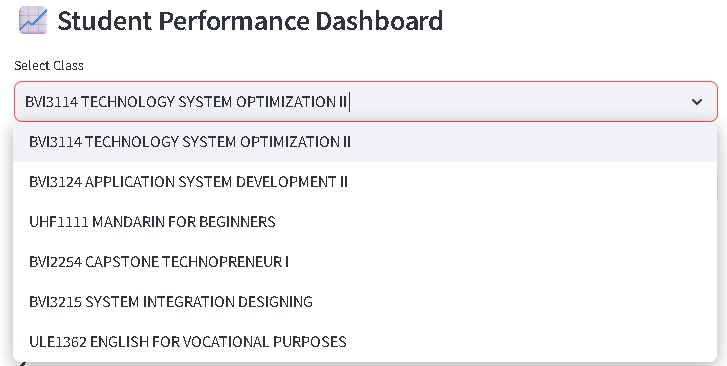 Student Performance Dashboard
Select Class
BVI3114 TECHNOLOGY SYSTEM OPTIMIZATION II
BVI3114 TECHNOLOGY SYSTEM OPTIMIZATION II
BVI3124 APPLICATION SYSTEM DEVELOPMENT II
UHF1111 MANDARIN FOR BEGINNERS
BVI2254 CAPSTONE TECHNOPRENEUR I
BVI3215 SYSTEM INTEGRATION DESIGNING
ULE1362 ENGLISH FOR VOCATIONAL PURPOSES